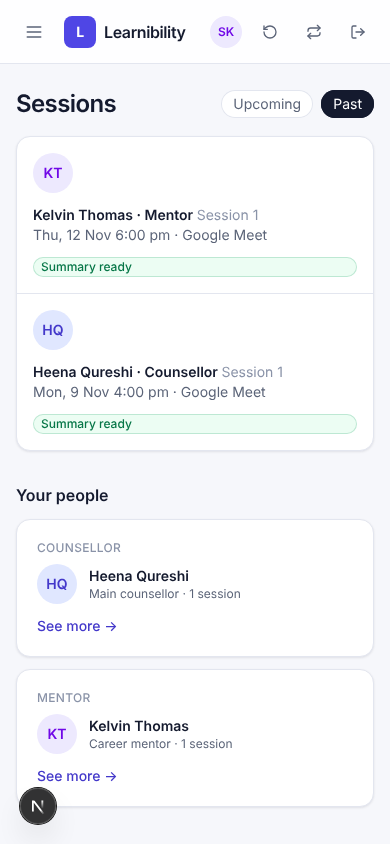 L Learnibility SK
Sessions
Upcoming Past
KT
Kelvin Thomas · Mentor Session 1
Thu, 12 Nov 6:00 pm · Google Meet
Summary ready
HQ
Heena Qureshi · Counsellor Session 1
Mon, 9 Nov 4:00 pm · Google Meet
Summary ready
Your people
COUNSELLOR
HQ
Heena Qureshi
Main counsellor · 1 session
See more →
MENTOR
KT
Kelvin Thomas
Career mentor · 1 session
See more →
N